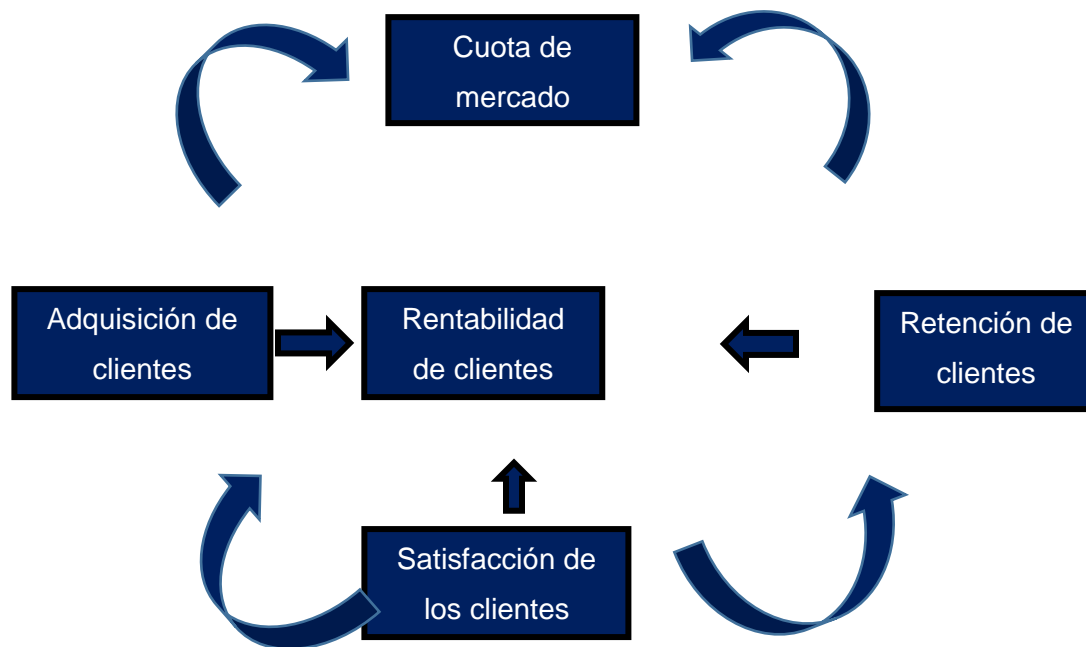 Cuota de
mercado
Adquisición de
clientes
Rentabilidad
de clientes
Retención de
clientes
Satisfacción de
los clientes